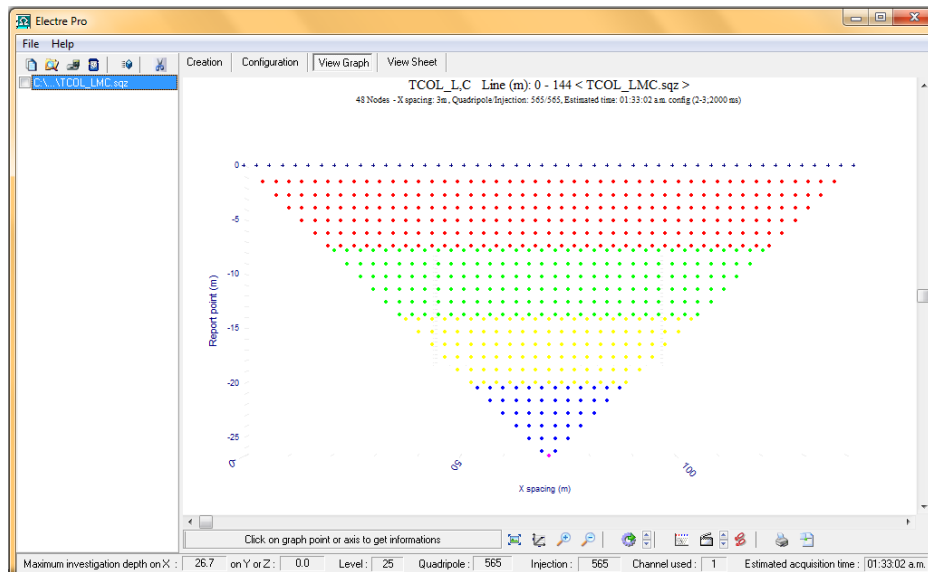 Electre Pro
File Help
C:\...\TCOL_LMC.sqz
Creation Configuration View Graph View Sheet
TCOL_L,C Line (m): 0 - 144 < TCOL_LMC.sqz >
48 Nodes - X spacing: 3m, Quadripole/Injection: 565/565, Estimated time: 01:33:02 a.m. config (2-3,2000 ms)
0
-5
-10
-15
-20
-25
Report point (m)
0 50 100
X spacing (m)
Click on graph point or axis to get informations
Maximum investigation depth on X : 26.7 on Y or Z : 0.0 Level : 25 Quadripole : 565 Injection : 565 Channel used : 1 Estimated acquisition time : 01:33:02 a.m.